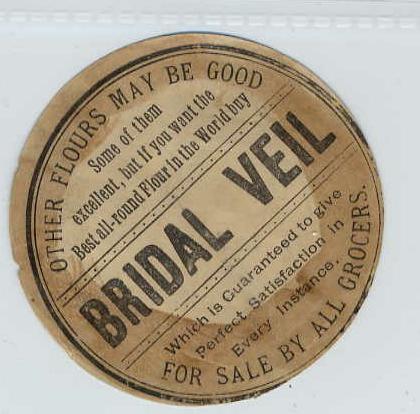 OTHER FLOURS MAY BE GOOD
Some of them
excellent, but if you want the
Best all-round Flour in the World buy
BRIDAL VEIL
Which is Guaranteed to give
Perfect Satisfaction in
Every Instance.
FOR SALE BY ALL GROCERS.